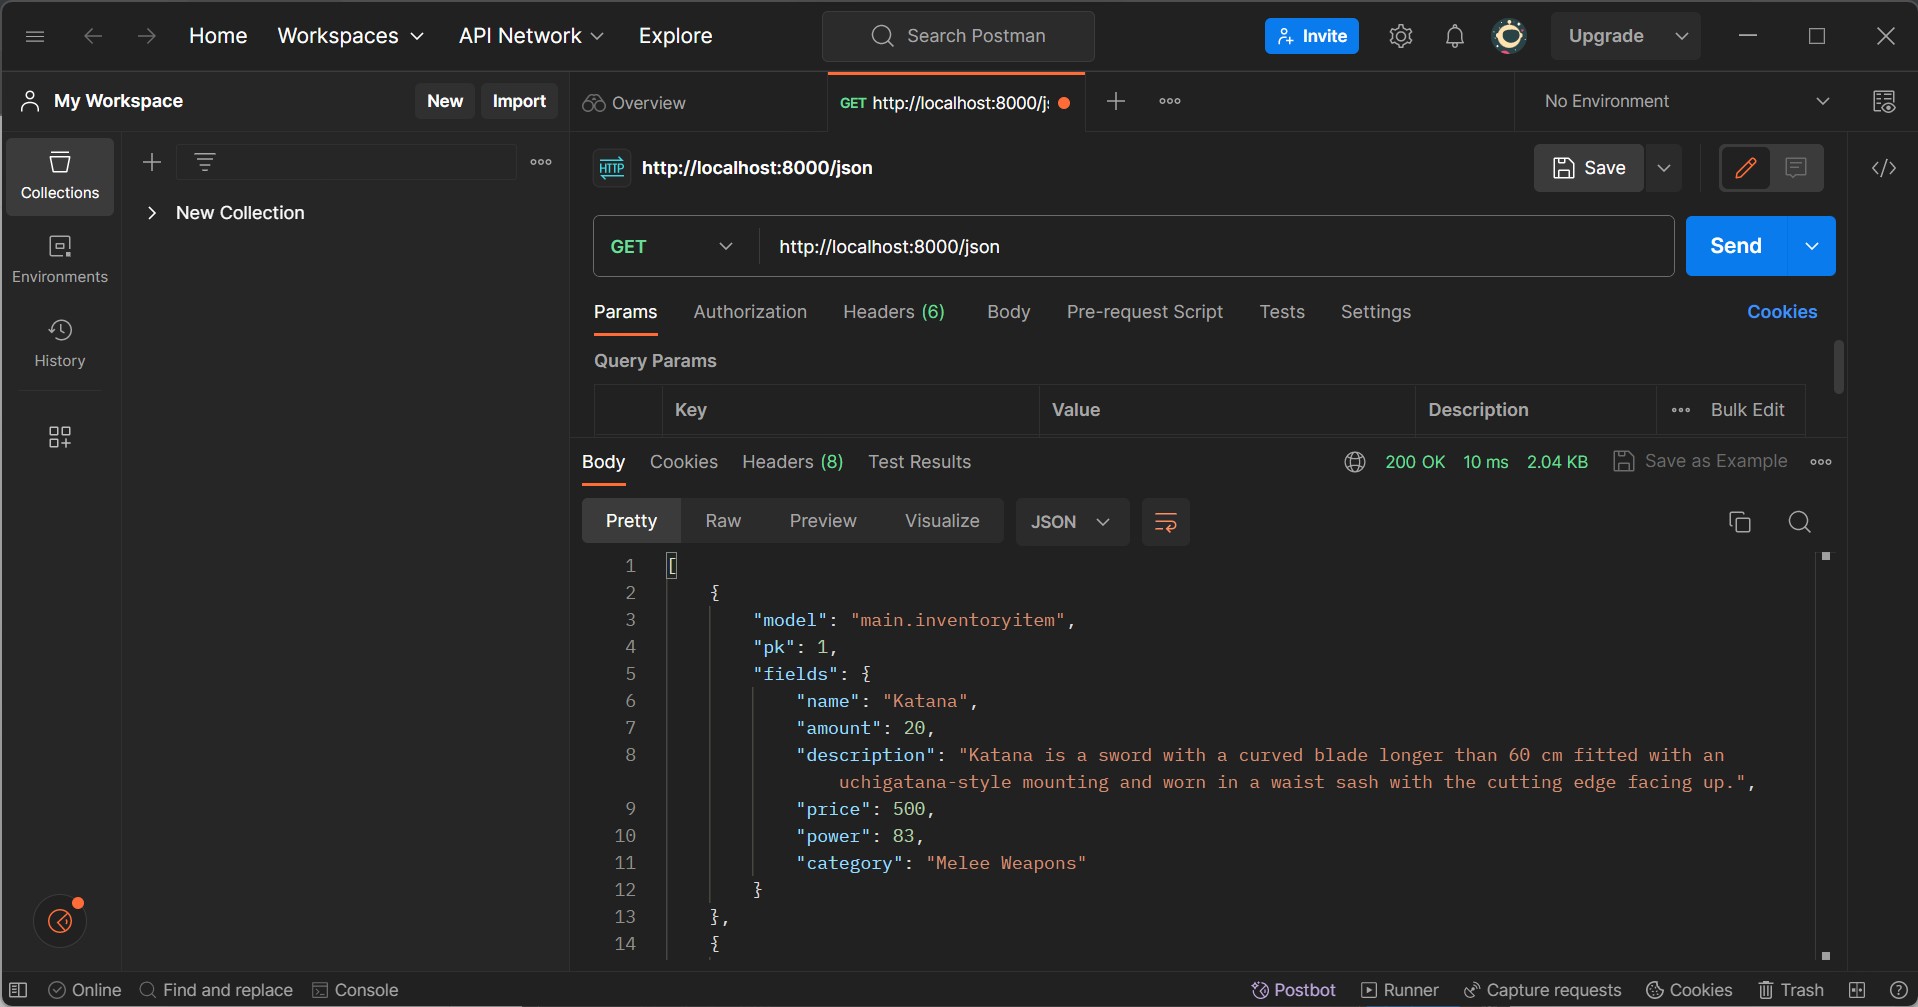 Home Workspaces API Network Explore Search Postman Invite Upgrade
My Workspace New Import Overview GET http://localhost:8000/j No Environment
Collections
Environments
History
New Collection
HTTP http://localhost:8000/json Save
GET http://localhost:8000/json Send
Params Authorization Headers (6) Body Pre-request Script Tests Settings Cookies
Query Params
Key Value Description Bulk Edit
Body Cookies Headers (8) Test Results 200 OK 10 ms 2.04 KB Save as Example
Pretty Raw Preview Visualize JSON
1 [
2 {
3 "model": "main.inventoryitem",
4 "pk": 1,
5 "fields": {
6 "name": "Katana",
7 "amount": 20,
8 "description": "Katana is a sword with a curved blade longer than 60 cm fitted with an
uchigatana-style mounting and worn in a waist sash with the cutting edge facing up.",
9 "price": 500,
10 "power": 83,
11 "category": "Melee Weapons"
12 }
13 },
14 {
Online Find and replace Console Postbot Runner Capture requests Cookies Trash